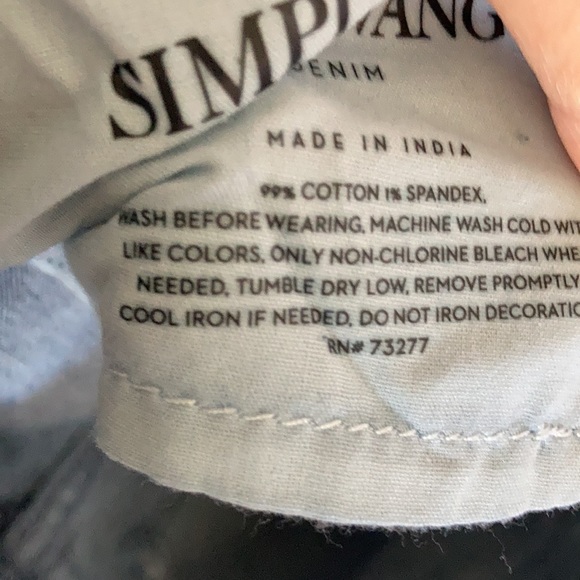 SIMP
VANG
DENIM
MADE IN INDIA
99% COTTON 1% SPANDEX,
WASH BEFORE WEARING, MACHINE WASH COLD WIT
LIKE COLORS, ONLY NON-CHLORINE BLEACH WHE
NEEDED, TUMBLE DRY LOW, REMOVE PROMPTLY
COOL IRON IF NEEDED, DO NOT IRON DECORATIO
RN# 73277